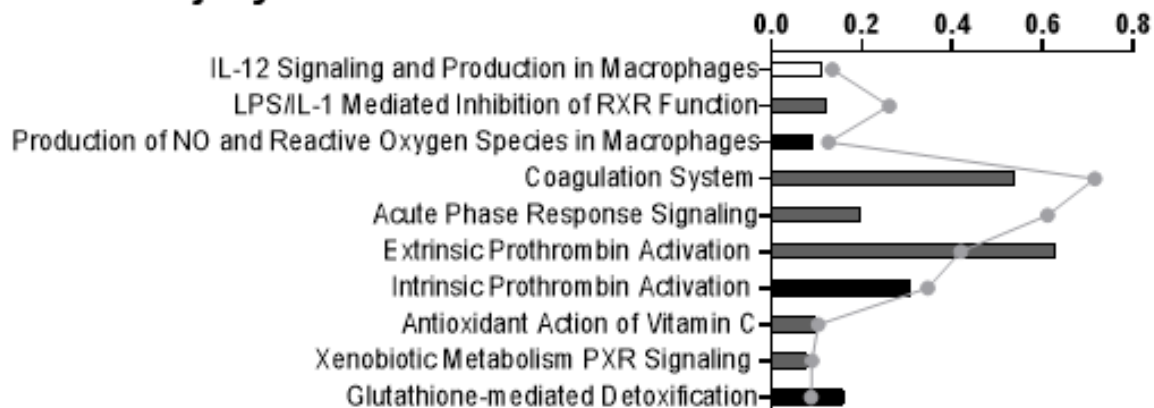 0.0 0.2 0.4 0.6 0.8
IL-12 Signaling and Production in Macrophages
LPS/IL-1 Mediated Inhibition of RXR Function
Production of NO and Reactive Oxygen Species in Macrophages
Coagulation System
Acute Phase Response Signaling
Extrinsic Prothrombin Activation
Intrinsic Prothrombin Activation
Antioxidant Action of Vitamin C
Xenobiotic Metabolism PXR Signaling
Glutathione-mediated Detoxification